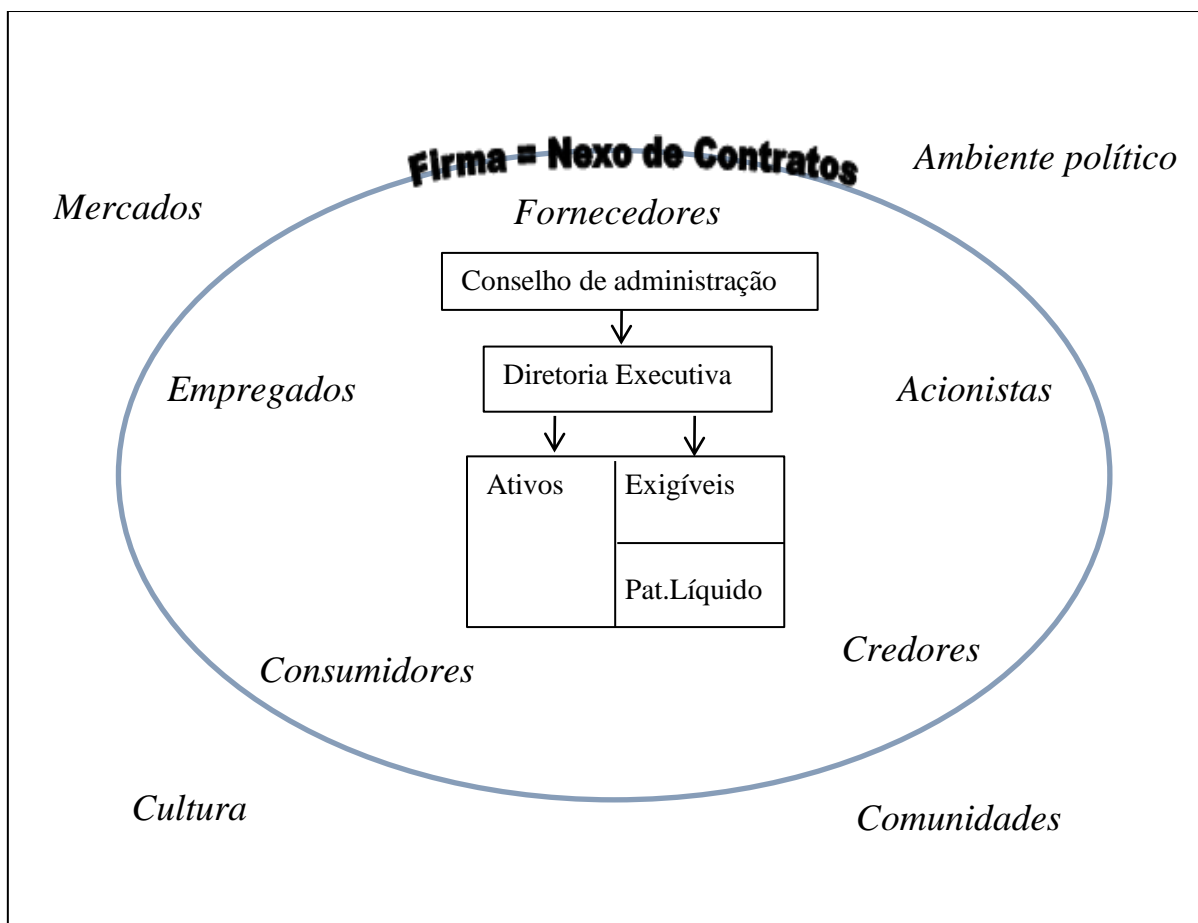 Firma = Nexo de Contratos
Ambiente político
Mercados
Fornecedores
Conselho de administração
Diretoria Executiva
Empregados
Acionistas
Ativos
Exigíveis
Pat.Líquido
Consumidores
Credores
Cultura
Comunidades